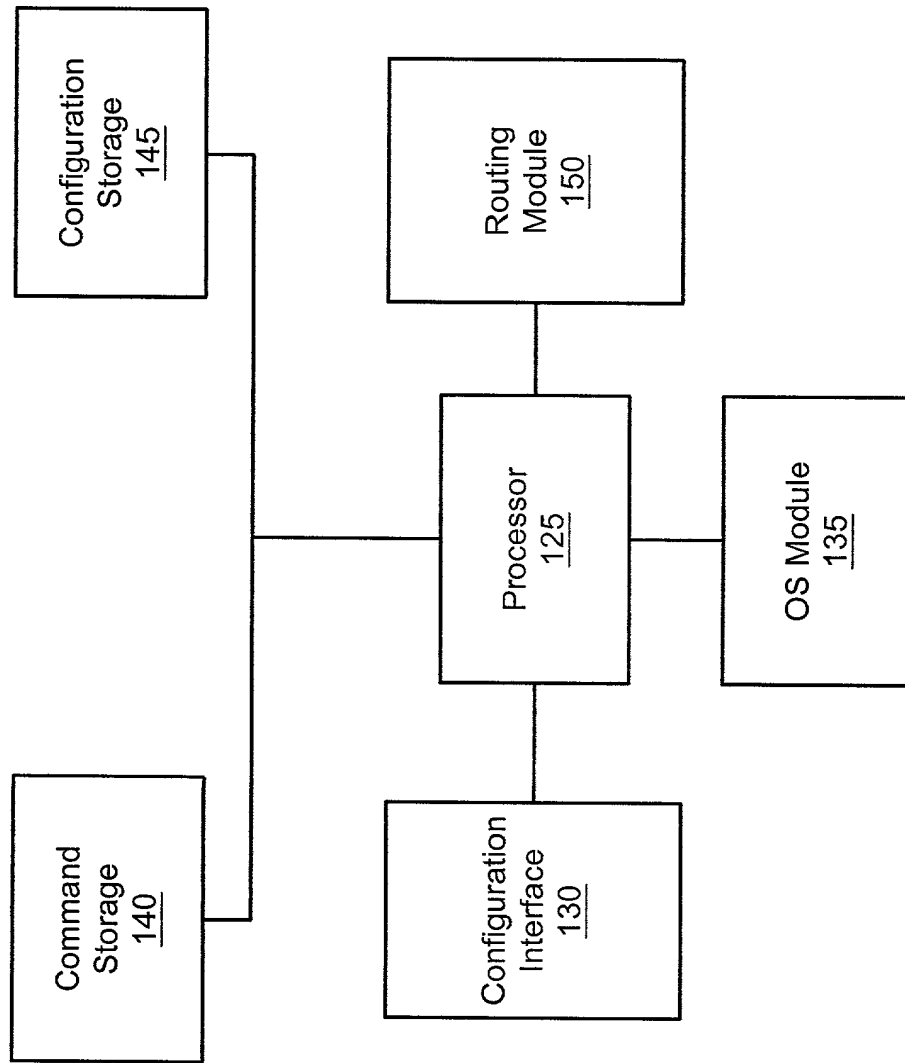 Command
Storage
140
Configuration
Storage
145
Configuration
Interface
130
Processor
125
Routing
Module
150
OS Module
135